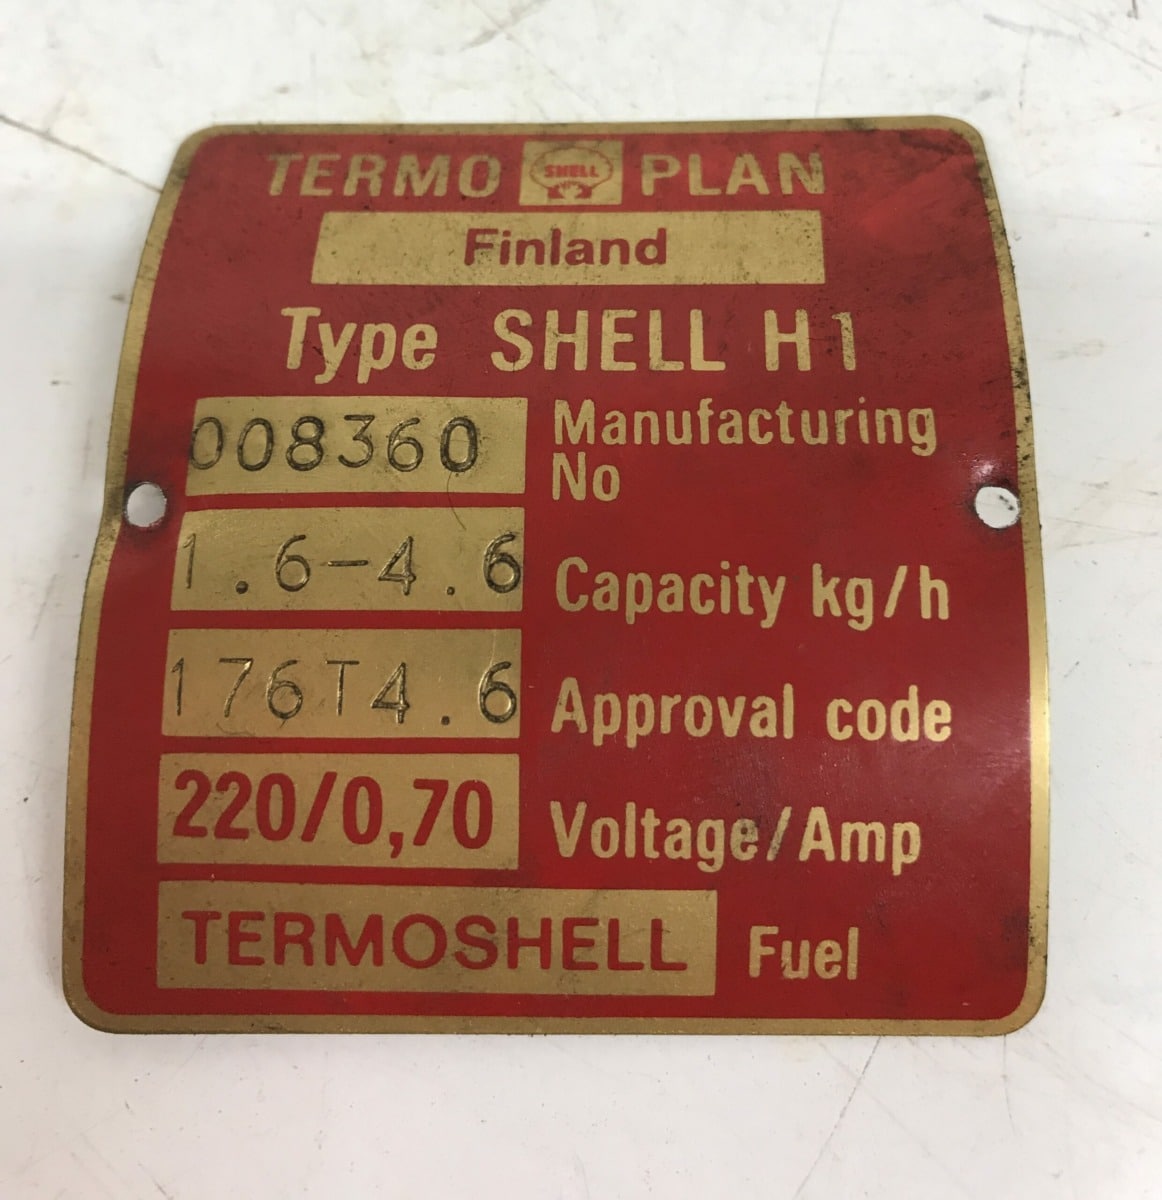 TERMO SHELL PLAN
Finland
Type SHELL H1
008360 Manufacturing No
1.6-4.6 Capacity kg/h
176T4.6 Approval code
220/0,70 Voltage/Amp
TERMOSHELL Fuel